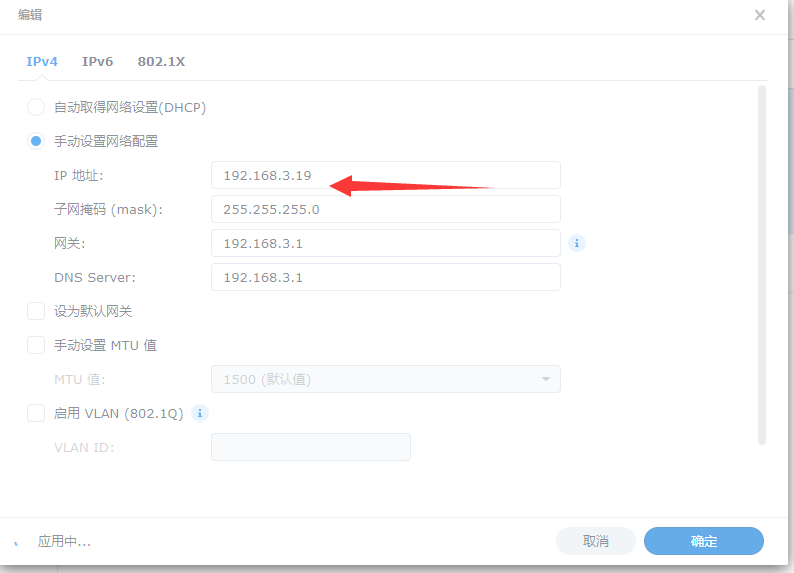 编辑
IPv4 IPv6 802.1X
自动取得网络设置(DHCP)
手动设置网络配置
IP 地址: 192.168.3.19
子网掩码 (mask): 255.255.255.0
网关: 192.168.3.1
DNS Server: 192.168.3.1
设为默认网关
手动设置 MTU 值
MTU 值: 1500 (默认值)
启用 VLAN (802.1Q)
VLAN ID:
应用中... 取消 确定